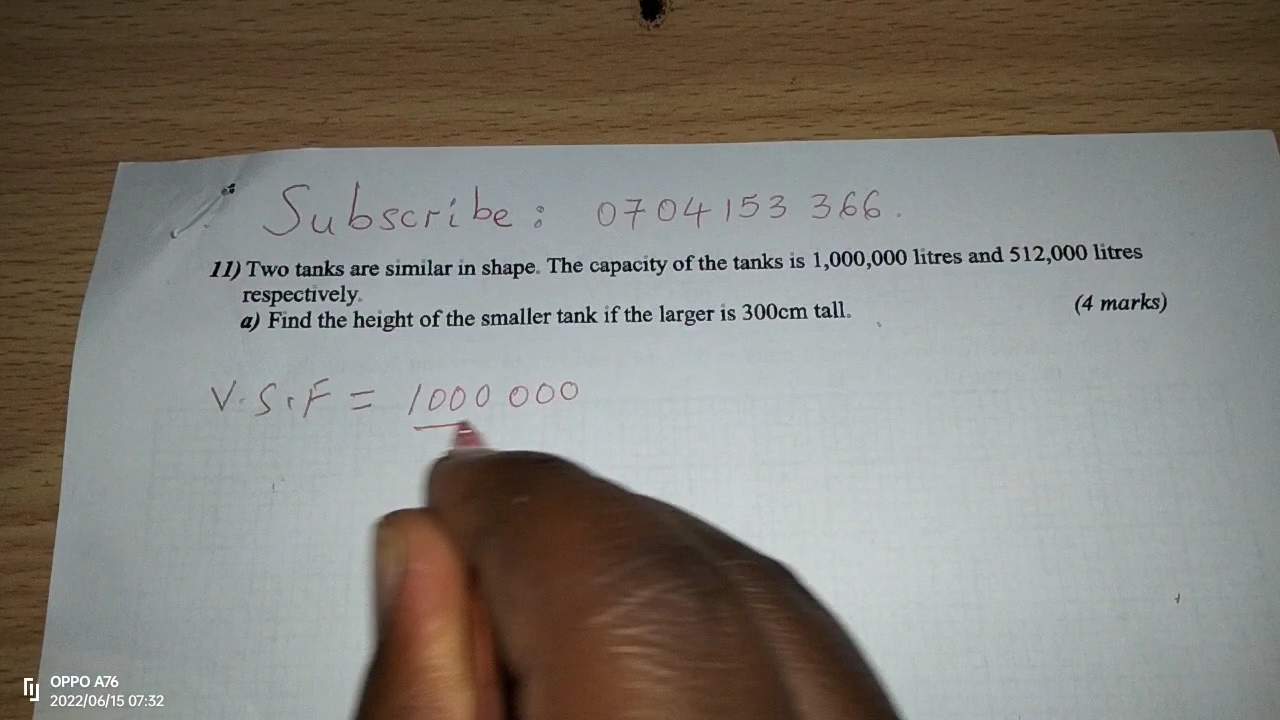 Subscribe: 0704153 366.
11) Two tanks are similar in shape. The capacity of the tanks is 1,000,000 litres and 512,000 litres
respectively.
a) Find the height of the smaller tank if the larger is 300cm tall. (4 marks)
V.S.F = 1000 000
OPPO A76
2022/06/15 07:32